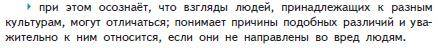 при этом осознаёт, что взгляды людей, принадлежащих к разным
культурам, могут отличаться; понимает причины подобных различий и ува-
жительно к ним относится, если они не направлены во вред людям.